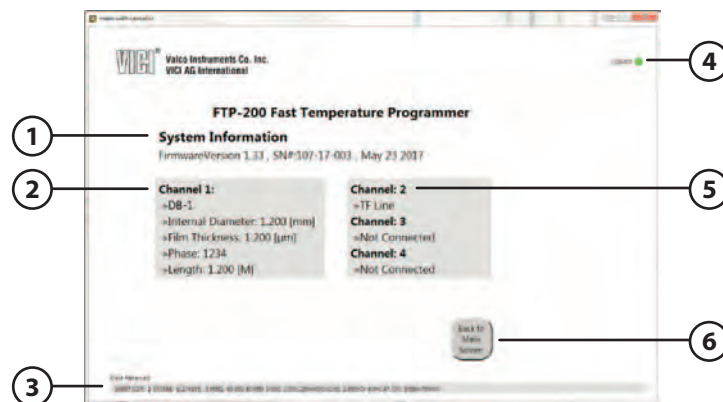 VICI® Valco Instruments Co. Inc.
VICI AG International
4
FTP-200 Fast Temperature Programmer
1
System Information
FirmwareVersion 1.33 , SN#:107-17-003 , May 23 2017
2
Channel 1:
»DB-1
»Internal Diameter: 1.200 [mm]
»Film Thickness: 1.200 [µm]
»Phase: 1234
»Length: 1.200 [M]
Channel: 2
»TF Line
Channel: 3
»Not Connected
Channel: 4
»Not Connected
5
Back to
Main
Screen
6
3